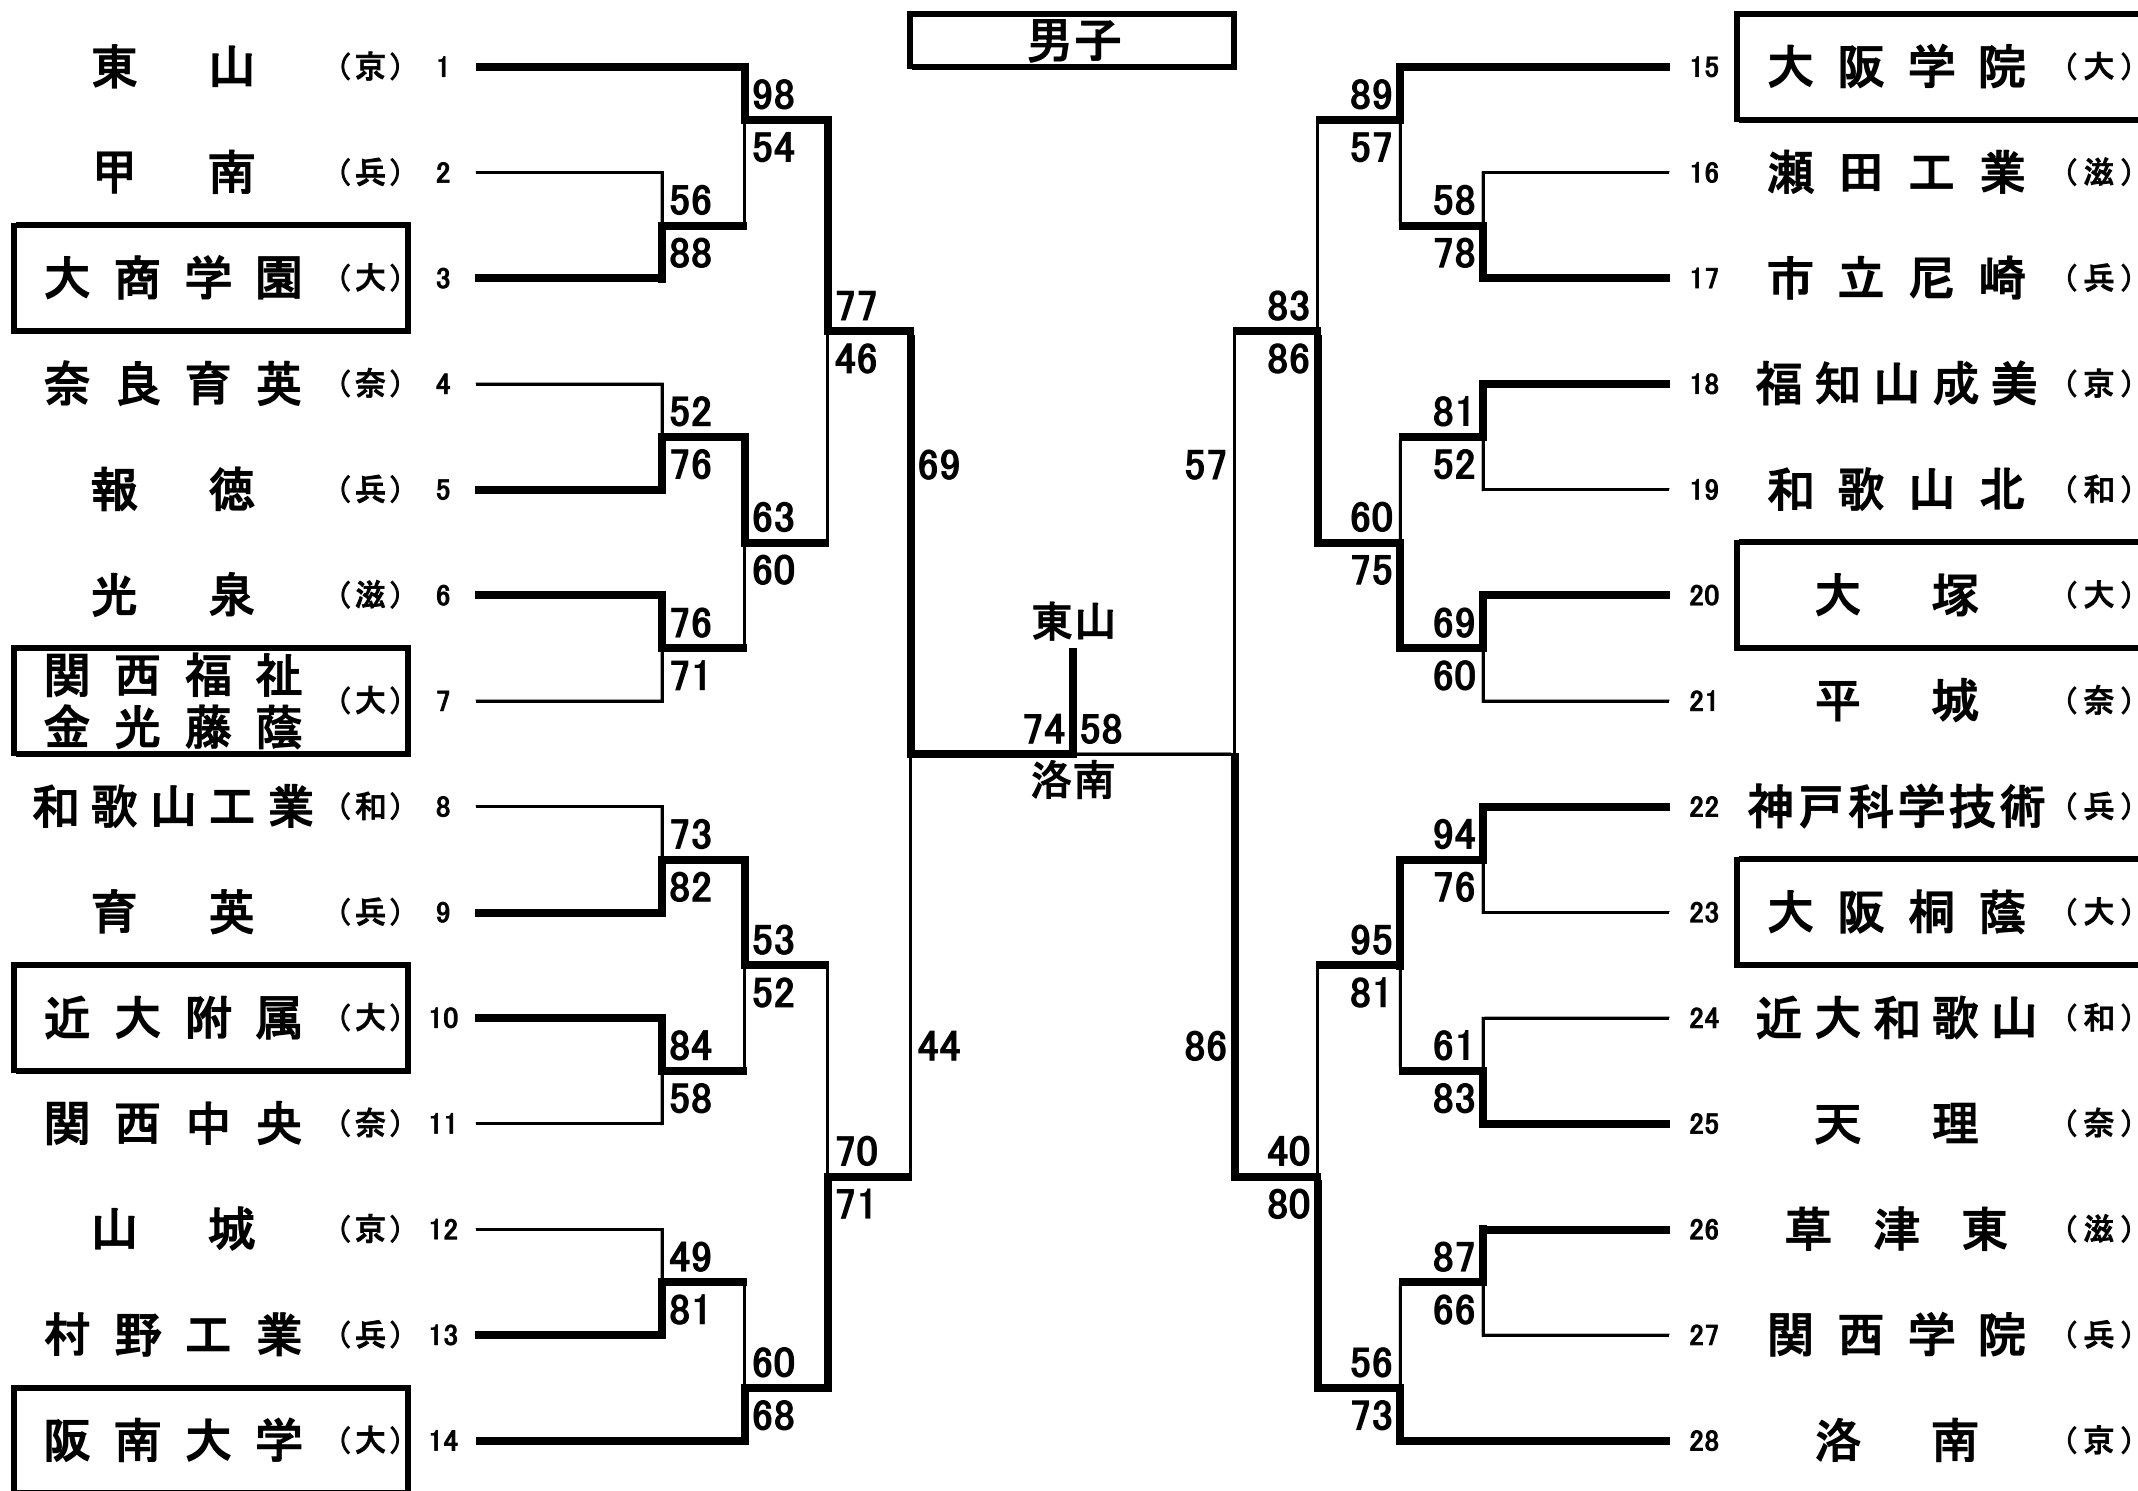 男子
東山 （京） 1
甲南 （兵） 2
大商学園 （大） 3
奈良育英 （奈） 4
報徳 （兵） 5
光泉 （滋） 6
関西福祉
金光藤蔭 （大） 7
和歌山工業 （和） 8
育英 （兵） 9
近大附属 （大） 10
関西中央 （奈） 11
山城 （京） 12
村野工業 （兵） 13
阪南大学 （大） 14
98
54
56
88
77
46
52
76
63
60
76
71
69
73
82
53
52
84
58
44
70
71
49
81
60
68
東山
74 58
洛南
89
57
58
78
83
86
81
52
57
60
75
69
60
94
76
95
81
61
83
86
40
80
87
66
56
73
15 大阪学院 （大）
16 瀬田工業 （滋）
17 市立尼崎 （兵）
18 福知山成美 （京）
19 和歌山北 （和）
20 大塚 （大）
21 平城 （奈）
22 神戸科学技術 （兵）
23 大阪桐蔭 （大）
24 近大和歌山 （和）
25 天理 （奈）
26 草津東 （滋）
27 関西学院 （兵）
28 洛南 （京）